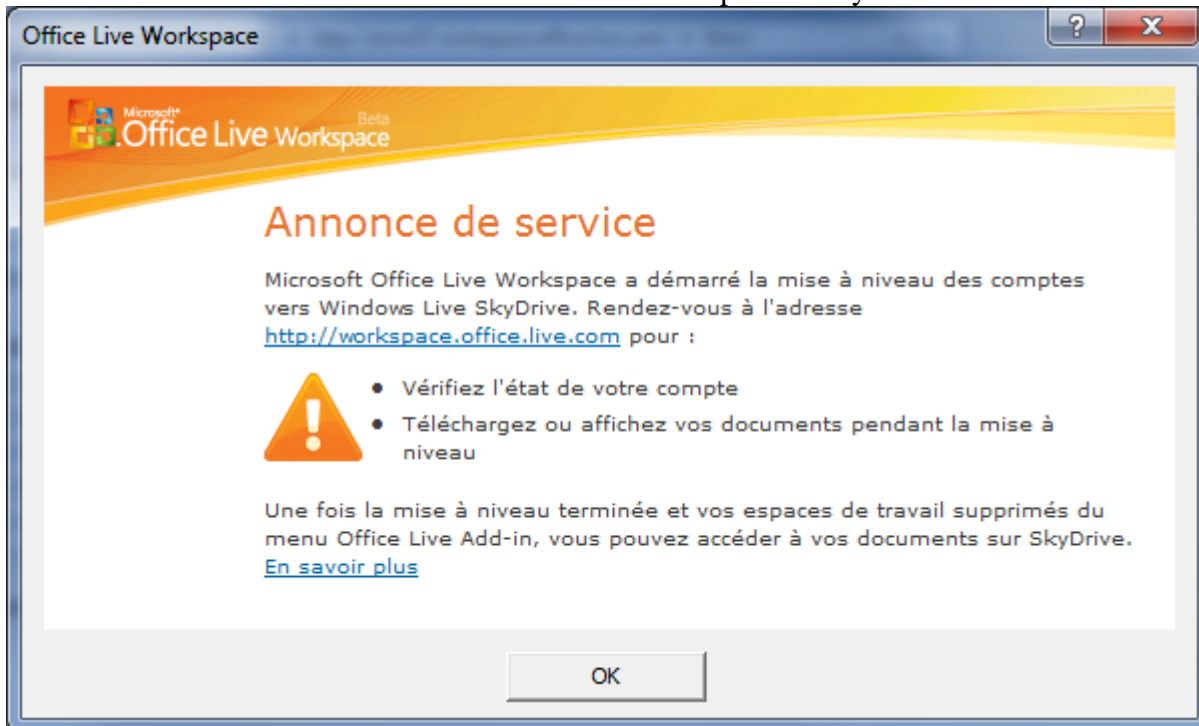 Office Live Workspace
Microsoft®
Beta
Office Live Workspace
Annonce de service
Microsoft Office Live Workspace a démarré la mise à niveau des comptes
vers Windows Live SkyDrive. Rendez-vous à l'adresse
http://workspace.office.live.com pour :
• Vérifiez l'état de votre compte
• Téléchargez ou affichez vos documents pendant la mise à
niveau
Une fois la mise à niveau terminée et vos espaces de travail supprimés du
menu Office Live Add-in, vous pouvez accéder à vos documents sur SkyDrive.
En savoir plus
OK